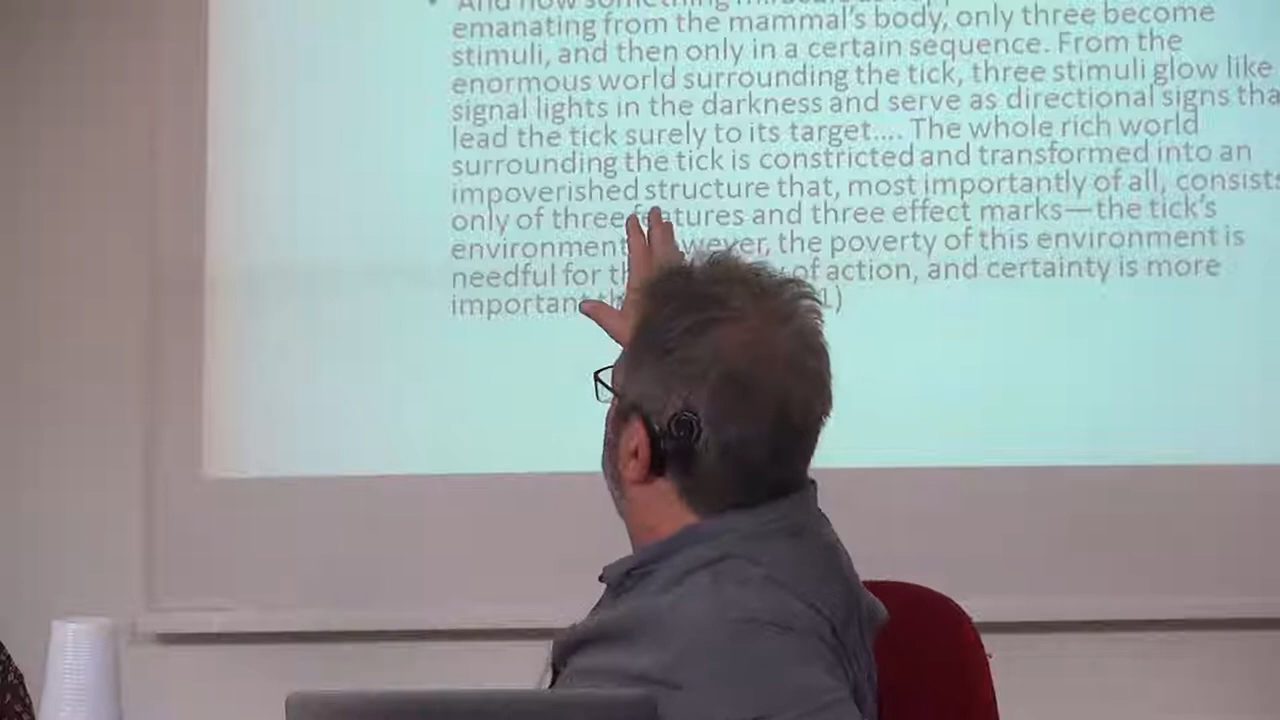 And now something
emanating from the mammal's body, only three become
stimuli, and then only in a certain sequence. From the
enormous world surrounding the tick, three stimuli glow like
signal lights in the darkness and serve as directional signs tha
lead the tick surely to its target.... The whole rich world
surrounding the tick is constricted and transformed into an
impoverished structure that, most importantly of all, consists
only of three features and three effect marks—the tick's
environment the poverty of this environment is
needful for of action, and certainty is more
important 1)